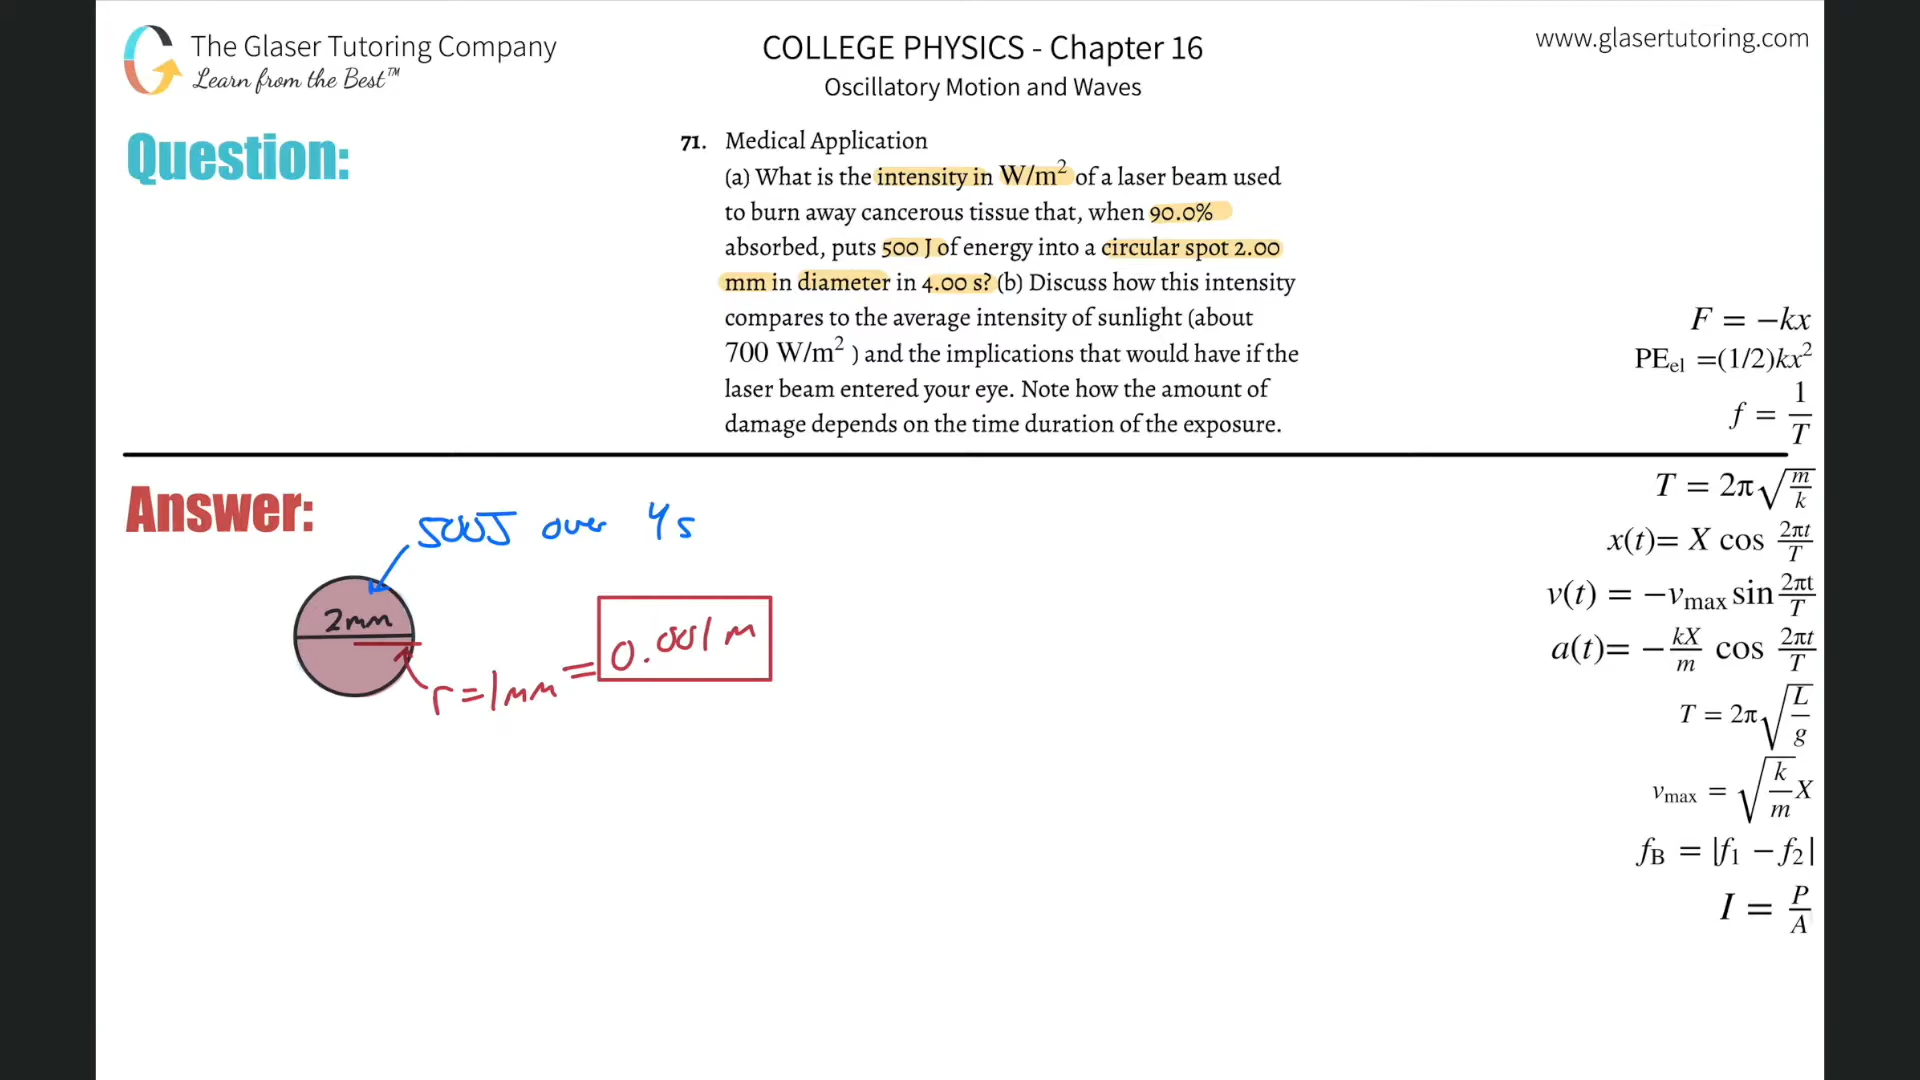 The Glaser Tutoring Company
Learn from the Best™
COLLEGE PHYSICS - Chapter 16
Oscillatory Motion and Waves
www.glasertutoring.com
Question:
71. Medical Application
(a) What is the intensity in W/m² of a laser beam used
to burn away cancerous tissue that, when 90.0%
absorbed, puts 500 J of energy into a circular spot 2.00
mm in diameter in 4.00 s? (b) Discuss how this intensity
compares to the average intensity of sunlight (about
700 W/m² ) and the implications that would have if the
laser beam entered your eye. Note how the amount of
damage depends on the time duration of the exposure.
F = −kx
PEel =(1/2)kx²
f = 1/T
Answer:
500J over 4s
2mm
r=1mm = 0.001m
T = 2π√(m/k)
x(t)= X cos 2πt/T
v(t) = −vmax sin 2πt/T
a(t)= − kX/m cos 2πt/T
T = 2π√(L/g)
vmax = √(k/m)X
fB = |f1 − f2|
I = P/A